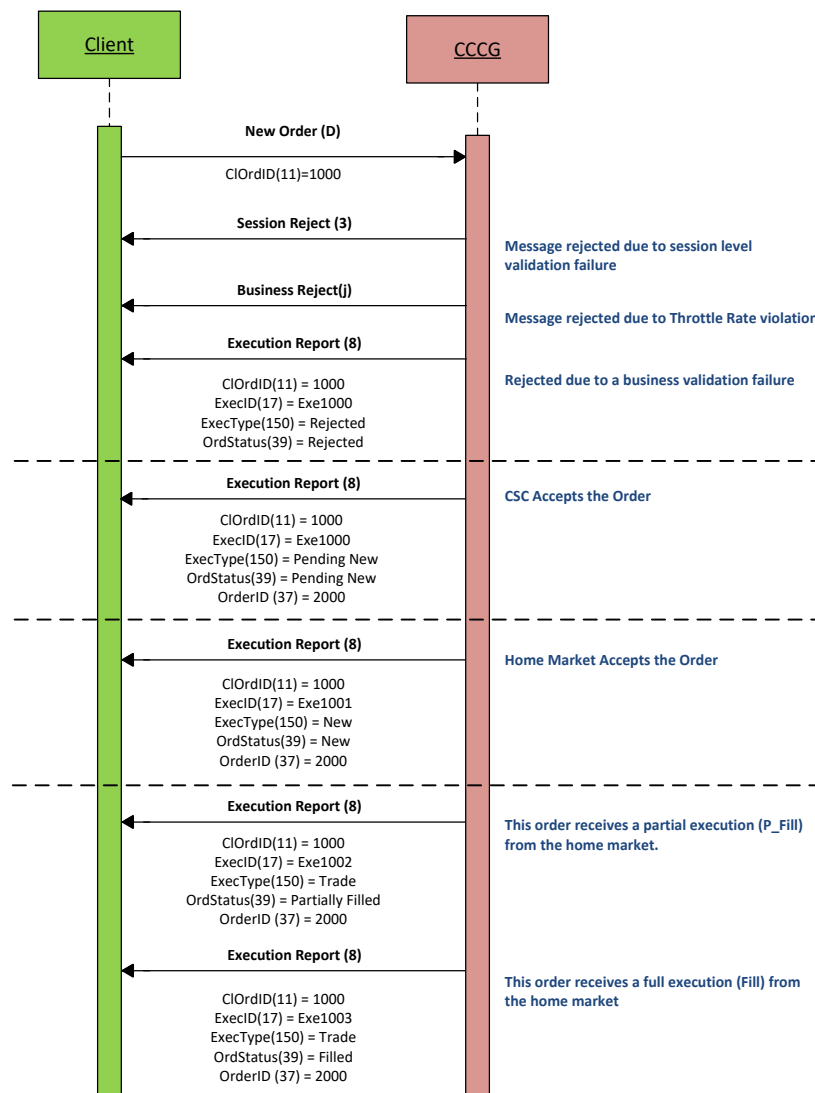 Client
CCCG
New Order (D)
ClOrdID(11)=1000
Session Reject (3)
Message rejected due to session level
validation failure
Business Reject(j)
Message rejected due to Throttle Rate violation
Execution Report (8)
Rejected due to a business validation failure
ClOrdID(11) = 1000
ExecID(17) = Exe1000
ExecType(150) = Rejected
OrdStatus(39) = Rejected
Execution Report (8)
CSC Accepts the Order
ClOrdID(11) = 1000
ExecID(17) = Exe1000
ExecType(150) = Pending New
OrdStatus(39) = Pending New
OrderID (37) = 2000
Execution Report (8)
Home Market Accepts the Order
ClOrdID(11) = 1000
ExecID(17) = Exe1001
ExecType(150) = New
OrdStatus(39) = New
OrderID (37) = 2000
Execution Report (8)
This order receives a partial execution (P_Fill)
from the home market.
ClOrdID(11) = 1000
ExecID(17) = Exe1002
ExecType(150) = Trade
OrdStatus(39) = Partially Filled
OrderID (37) = 2000
Execution Report (8)
This order receives a full execution (Fill) from
the home market
ClOrdID(11) = 1000
ExecID(17) = Exe1003
ExecType(150) = Trade
OrdStatus(39) = Filled
OrderID (37) = 2000